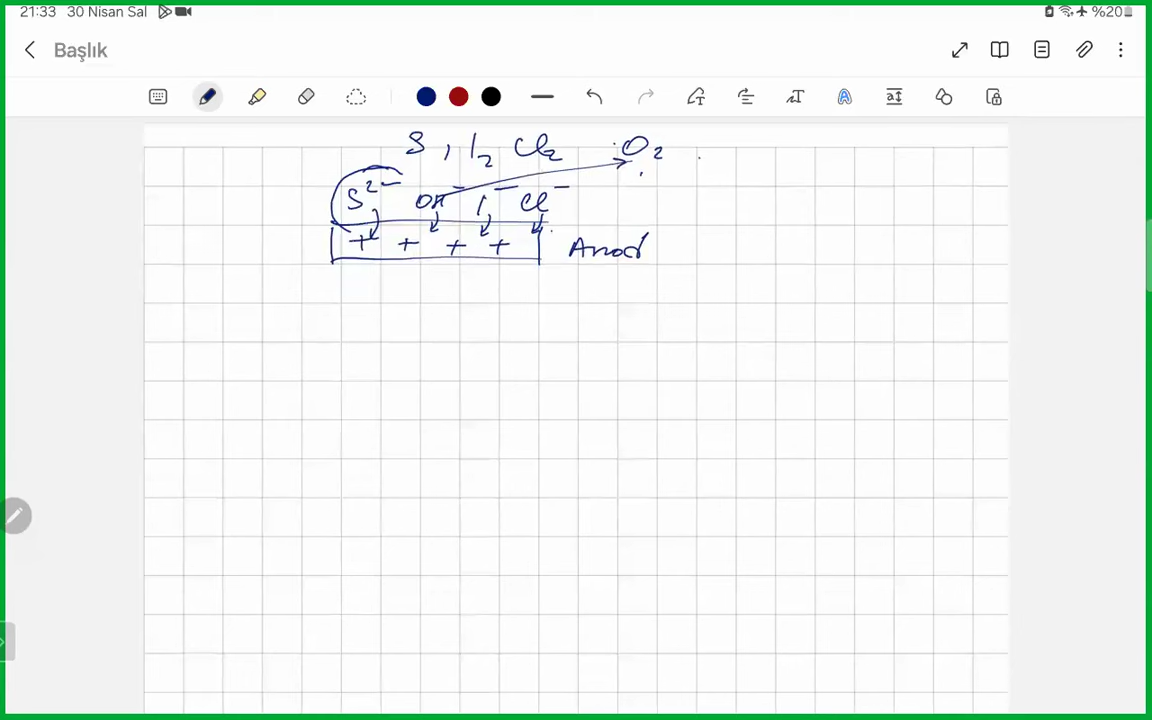 21:33 30 Nisan Sal %20
Başlık
S, I₂ Cl₂ O₂
S²⁻ OH⁻ I⁻ Cl⁻
+ + + + Anod